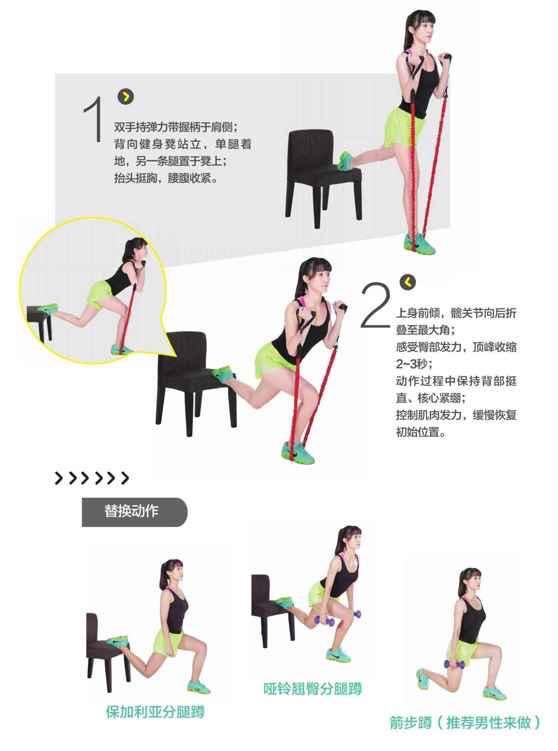 1
双手持弹力带握柄于肩侧；
背向健身凳站立，单腿着
地，另一条腿置于凳上；
抬头挺胸，腰腹收紧。
2
上身前倾，髋关节向后折
叠至最大角；
感受臀部发力，顶峰收缩
2~3秒；
动作过程中保持背部挺
直、核心紧绷；
控制肌肉发力，缓慢恢复
初始位置。
替换动作
保加利亚分腿蹲
哑铃翘臀分腿蹲
箭步蹲（推荐男性来做）